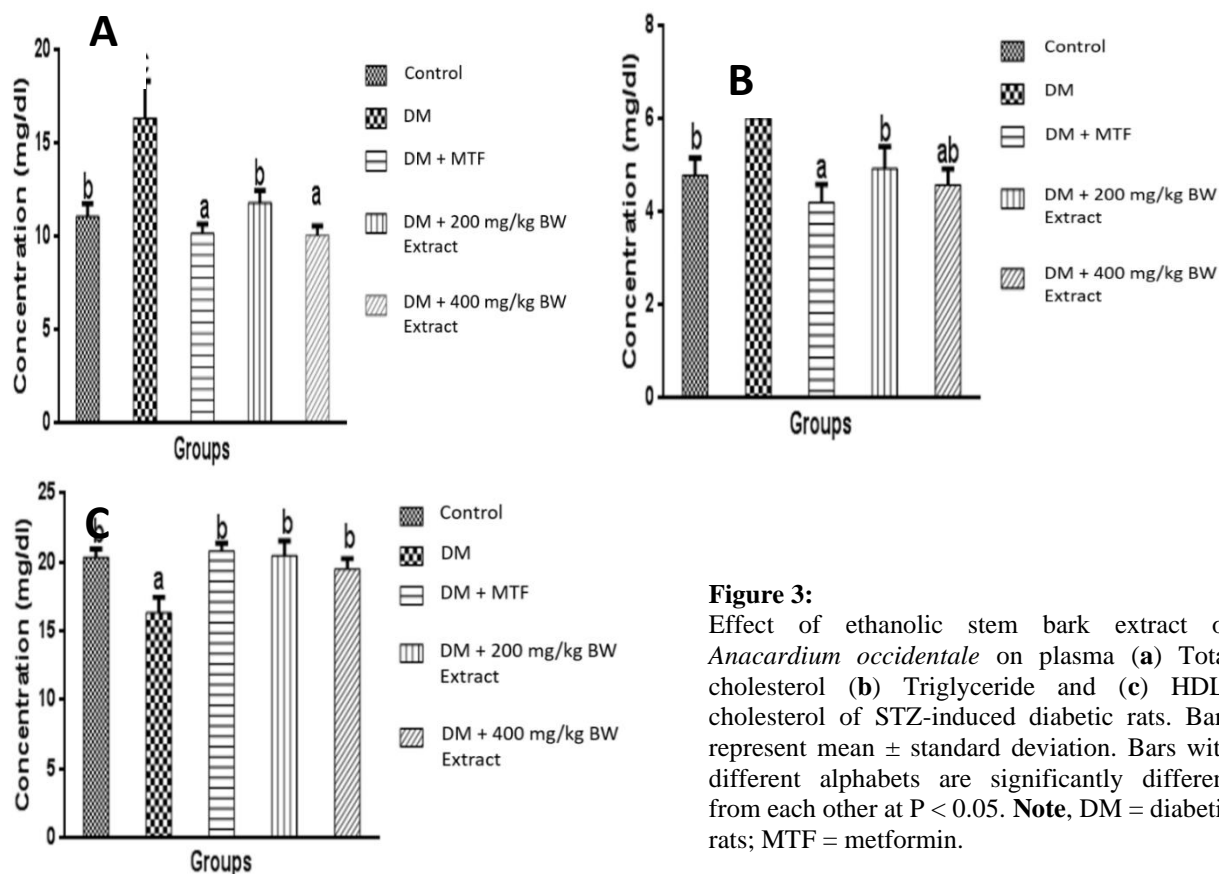 A
20
15
10
5
0
Concentration (mg/dl)
b
a
b
a
Groups
Control
DM
DM + MTF
DM + 200 mg/kg BW
Extract
DM + 400 mg/kg BW
Extract
B
8
6
4
2
0
Concentration (mg/dl)
b
a
b
ab
Groups
Control
DM
DM + MTF
DM + 200 mg/kg BW
Extract
DM + 400 mg/kg BW
Extract
C
25
20
15
10
5
0
Concentration (mg/dl)
b
a
b
b
b
Groups
Control
DM
DM + MTF
DM + 200 mg/kg BW
Extract
DM + 400 mg/kg BW
Extract
Figure 3:
Effect of ethanolic stem bark extract o
Anacardium occidentale on plasma (a) Tota
cholesterol (b) Triglyceride and (c) HDL
cholesterol of STZ-induced diabetic rats. Bar
represent mean ± standard deviation. Bars wit
different alphabets are significantly differen
from each other at P < 0.05. Note, DM = diabeti
rats; MTF = metformin.